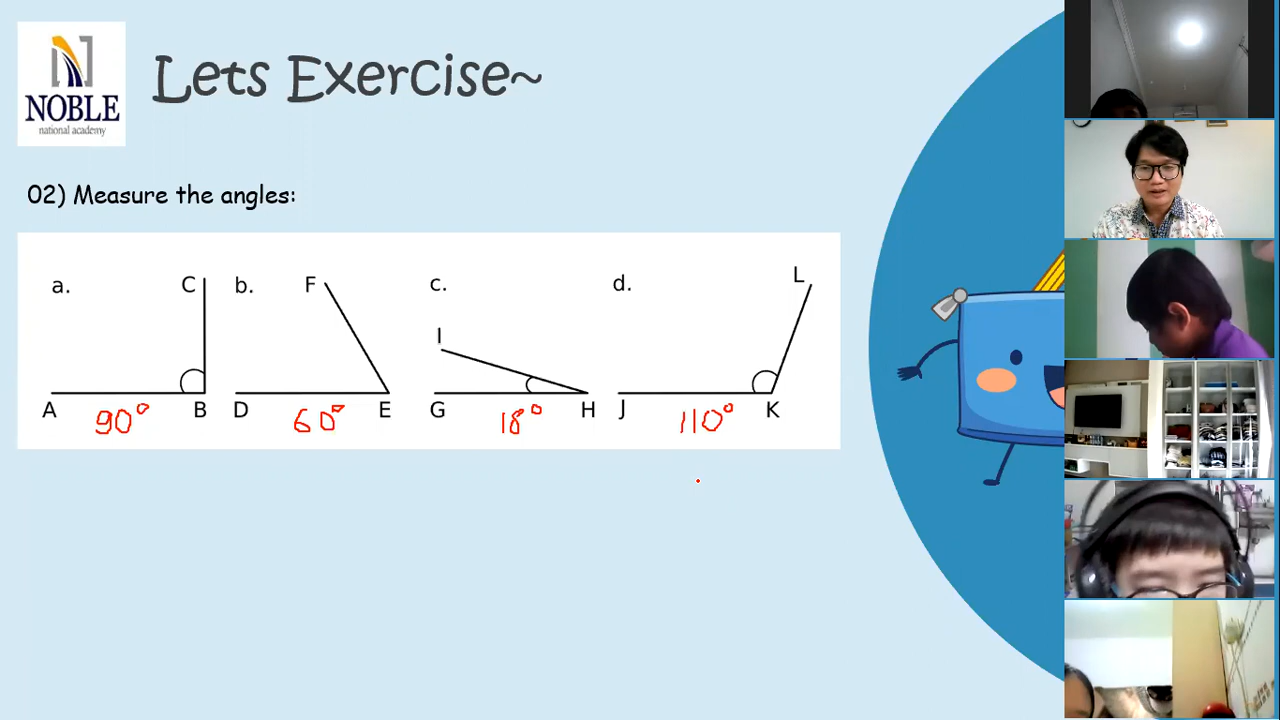 NOBLE
national academy
Lets Exercise~
02) Measure the angles:
a. C b. F c. d. L
I
A B D E G H J K
90° 60° 18° 110°